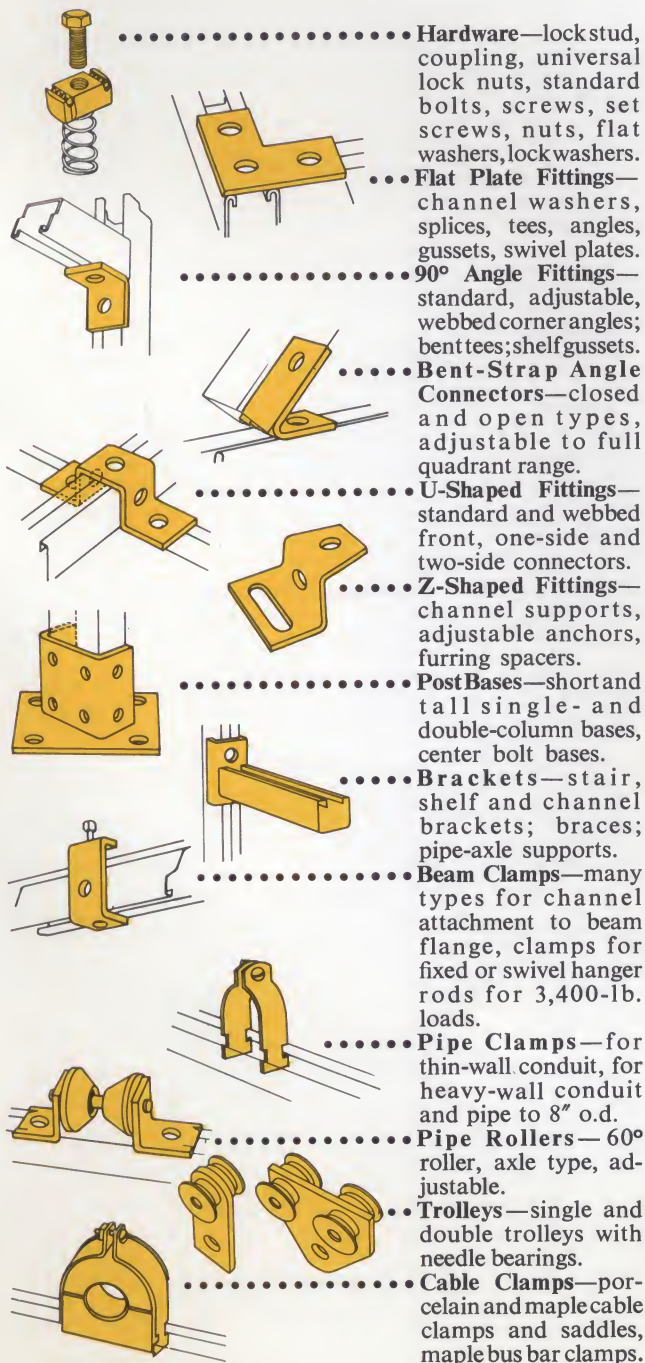 Hardware—lock stud,
coupling, universal
lock nuts, standard
bolts, screws, set
screws, nuts, flat
washers, lock washers.
Flat Plate Fittings—
channel washers,
splices, tees, angles,
gussets, swivel plates.
90° Angle Fittings—
standard, adjustable,
webbed corner angles;
bent tees; shelf gussets.
Bent-Strap Angle
Connectors—closed
and open types,
adjustable to full
quadrant range.
U-Shaped Fittings—
standard and webbed
front, one-side and
two-side connectors.
Z-Shaped Fittings—
channel supports,
adjustable anchors,
furring spacers.
Post Bases—short and
tall single- and
double-column bases,
center bolt bases.
Brackets—stair,
shelf and channel
brackets; braces;
pipe-axle supports.
Beam Clamps—many
types for channel
attachment to beam
flange, clamps for
fixed or swivel hanger
rods for 3,400-lb.
loads.
Pipe Clamps—for
thin-wall conduit, for
heavy-wall conduit
and pipe to 8″ o.d.
Pipe Rollers—60°
roller, axle type, ad-
justable.
Trolleys—single and
double trolleys with
needle bearings.
Cable Clamps—por-
celain and maple cable
clamps and saddles,
maple bus bar clamps.